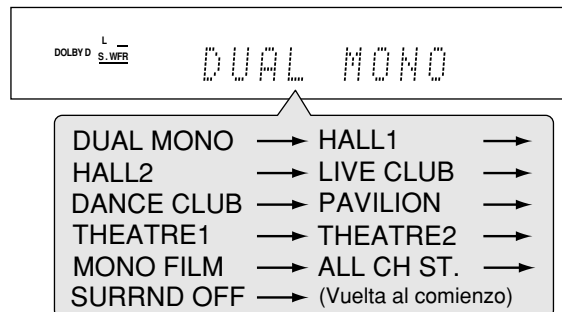 L
DOLBY D S.WFR DUAL MONO
DUAL MONO → HALL1 →
HALL2 → LIVE CLUB →
DANCE CLUB → PAVILION →
THEATRE1 → THEATRE2 →
MONO FILM → ALL CH ST. →
SURRND OFF → (Vuelta al comienzo)